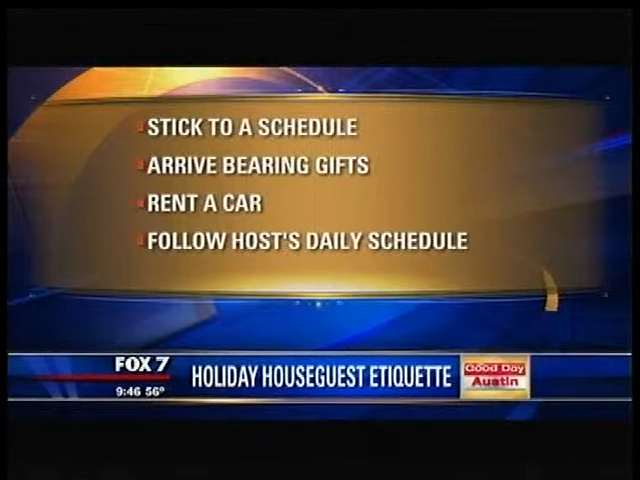 STICK TO A SCHEDULE
ARRIVE BEARING GIFTS
RENT A CAR
FOLLOW HOST'S DAILY SCHEDULE
FOX 7
9:46 56°
HOLIDAY HOUSEGUEST ETIQUETTE
Good Day
Austin